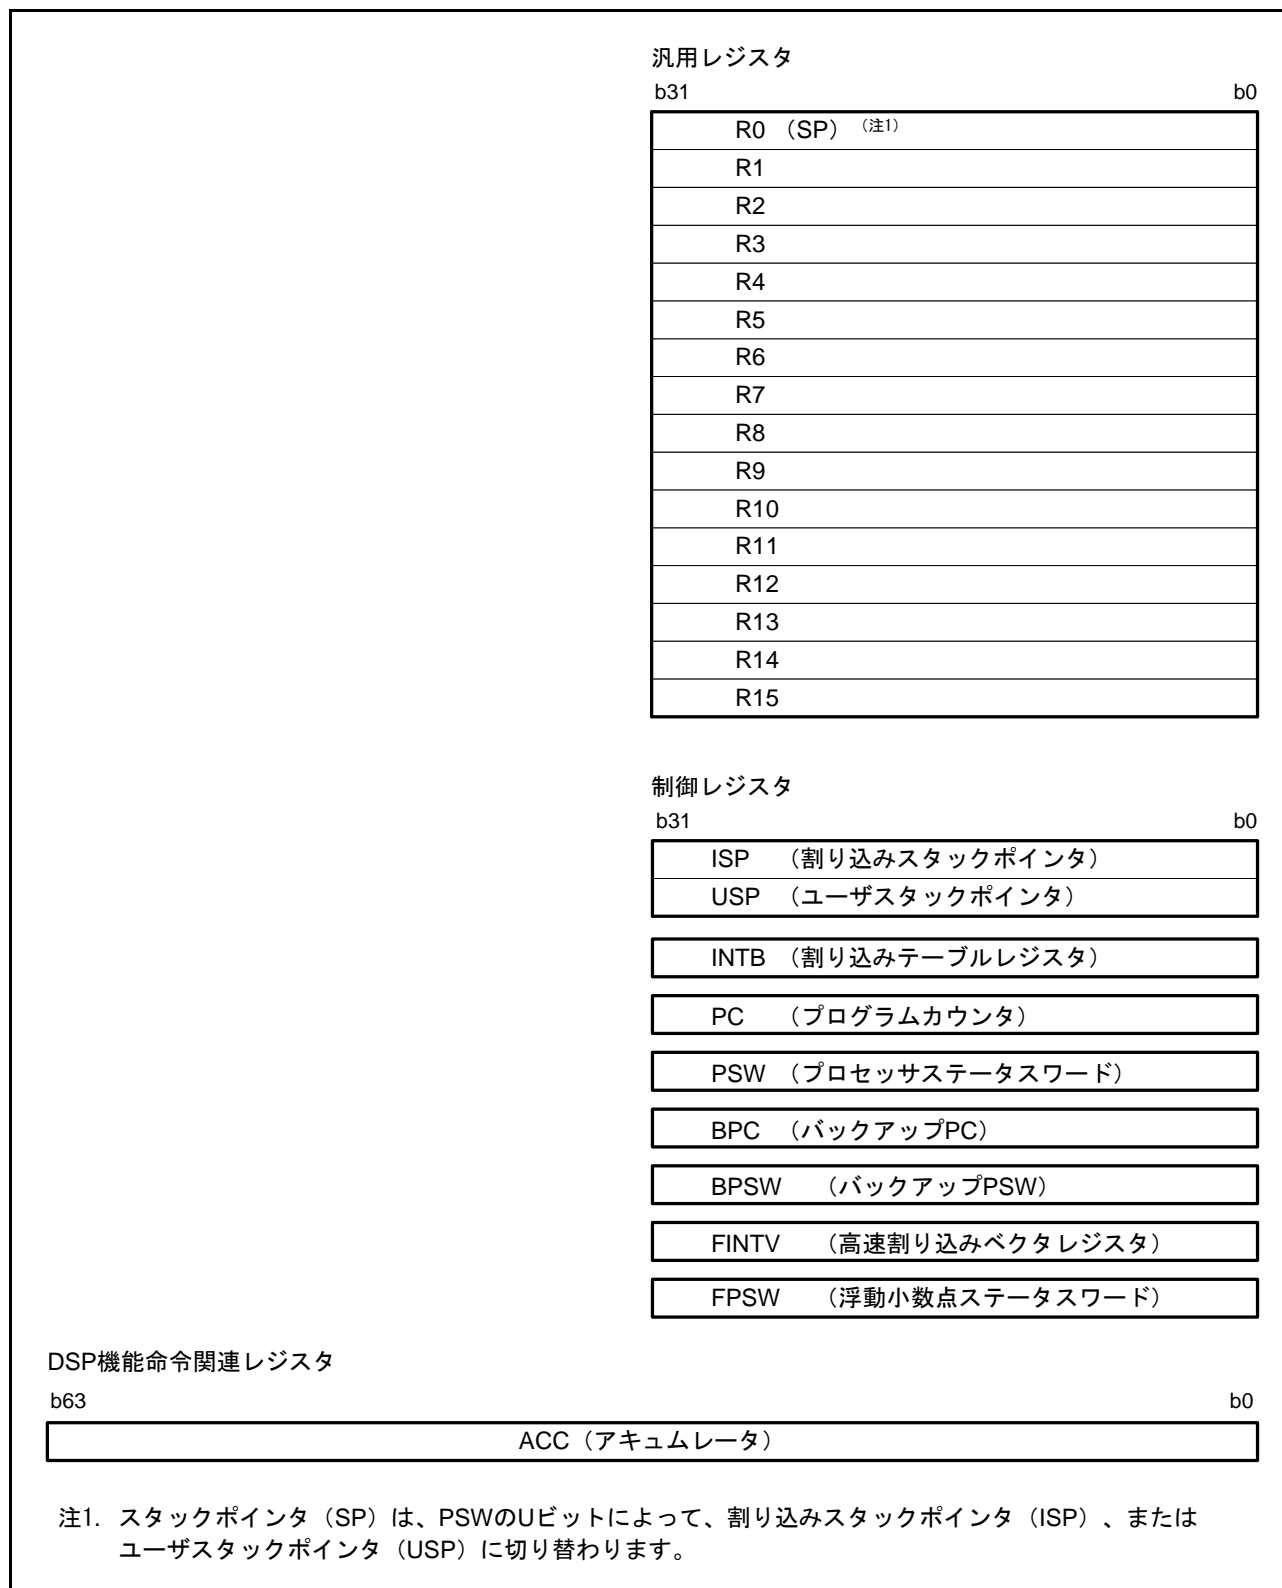 汎用レジスタ
b31 b0
R0 （SP） （注1）
R1
R2
R3
R4
R5
R6
R7
R8
R9
R10
R11
R12
R13
R14
R15
制御レジスタ
b31 b0
ISP （割り込みスタックポインタ）
USP （ユーザスタックポインタ）
INTB （割り込みテーブルレジスタ）
PC （プログラムカウンタ）
PSW （プロセッサステータスワード）
BPC （バックアップPC）
BPSW （バックアップPSW）
FINTV （高速割り込みベクタレジスタ）
FPSW （浮動小数点ステータスワード）
DSP機能命令関連レジスタ
b63 b0
ACC（アキュムレータ）
注1. スタックポインタ（SP）は、PSWのUビットによって、割り込みスタックポインタ（ISP）、または
ユーザスタックポインタ（USP）に切り替わります。